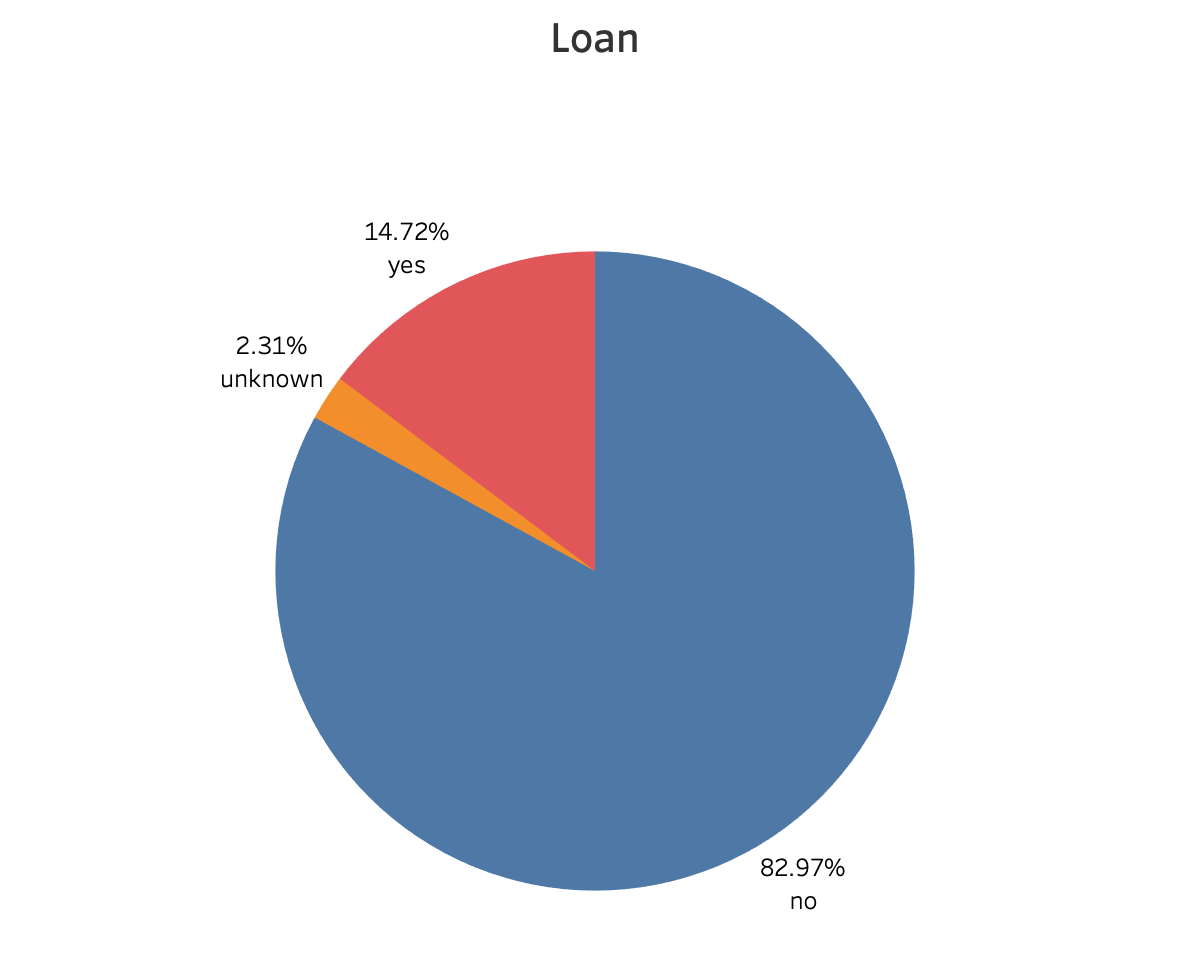 Loan
14.72%
yes
2.31%
unknown
82.97%
no